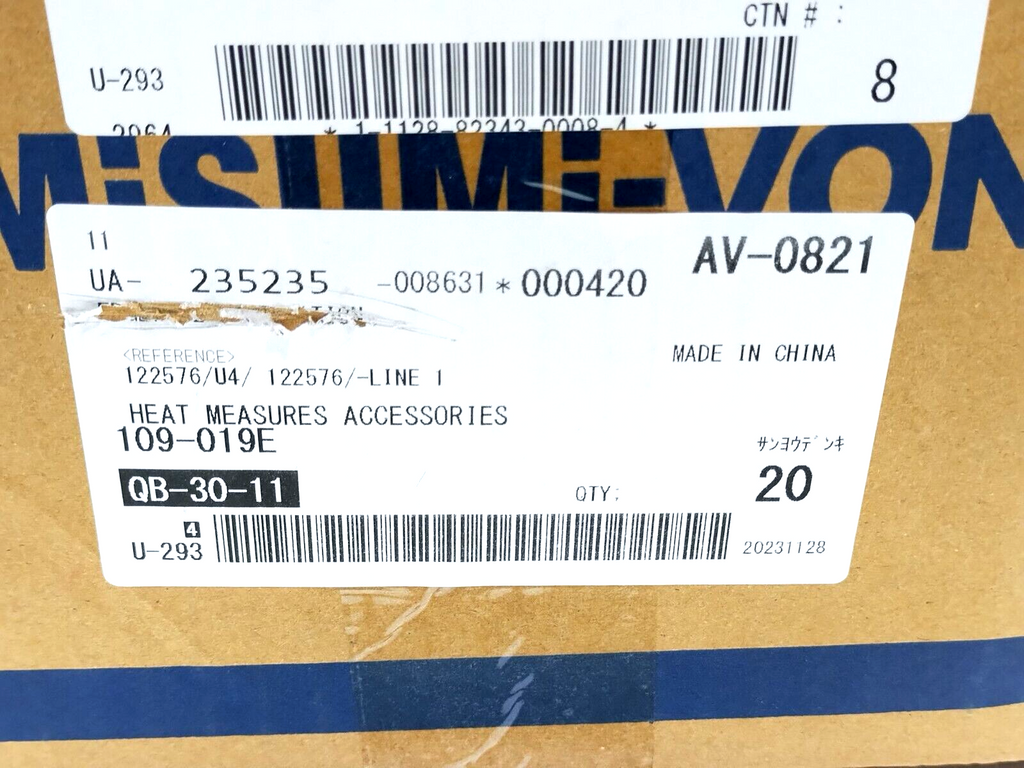 CTN # :
U-293
8
* 1-1128-82343-0008-4 *
MiSUMi-VON
11
AV-0821
UA- 235235 -008631 * 000420
<REFERENCE>
MADE IN CHINA
122576/U4/ 122576/-LINE 1
HEAT MEASURES ACCESSORIES
109-019E
サンヨウデンキ
QB-30-11
QTY:
20
4
U-293
20231128